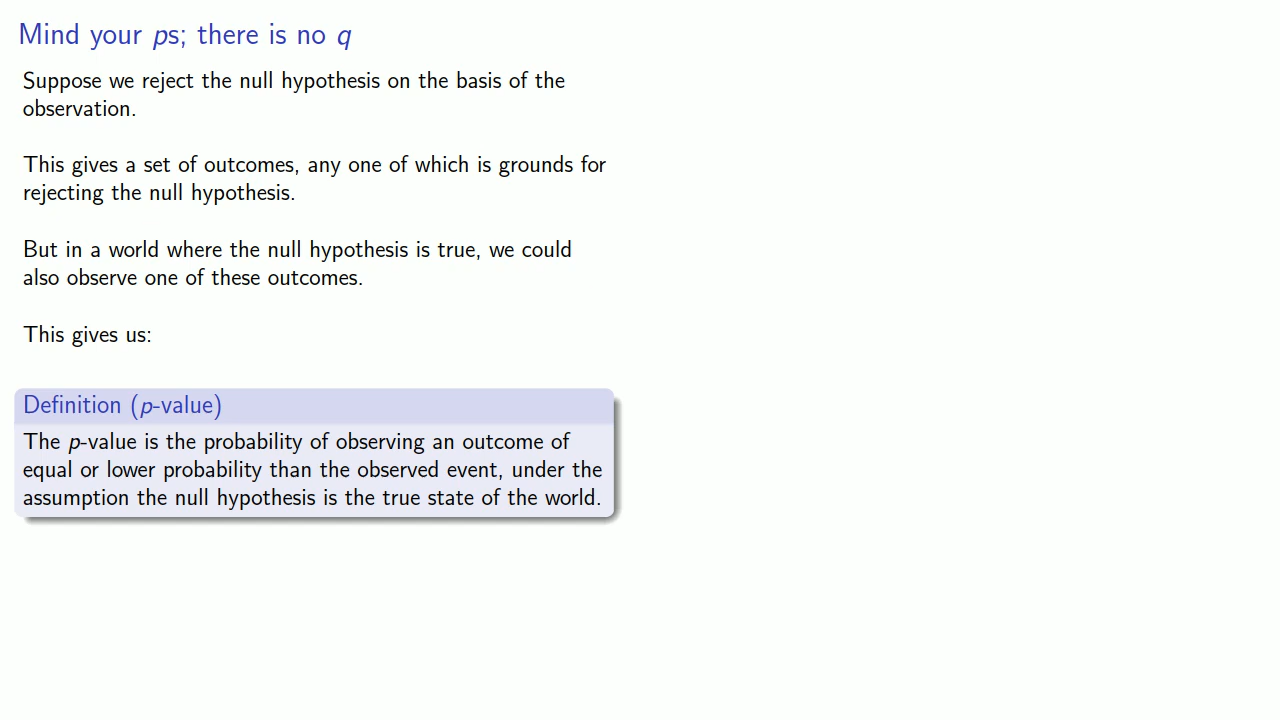 Mind your ps; there is no q
Suppose we reject the null hypothesis on the basis of the
observation.
This gives a set of outcomes, any one of which is grounds for
rejecting the null hypothesis.
But in a world where the null hypothesis is true, we could
also observe one of these outcomes.
This gives us:
Definition (p-value)
The p-value is the probability of observing an outcome of
equal or lower probability than the observed event, under the
assumption the null hypothesis is the true state of the world.